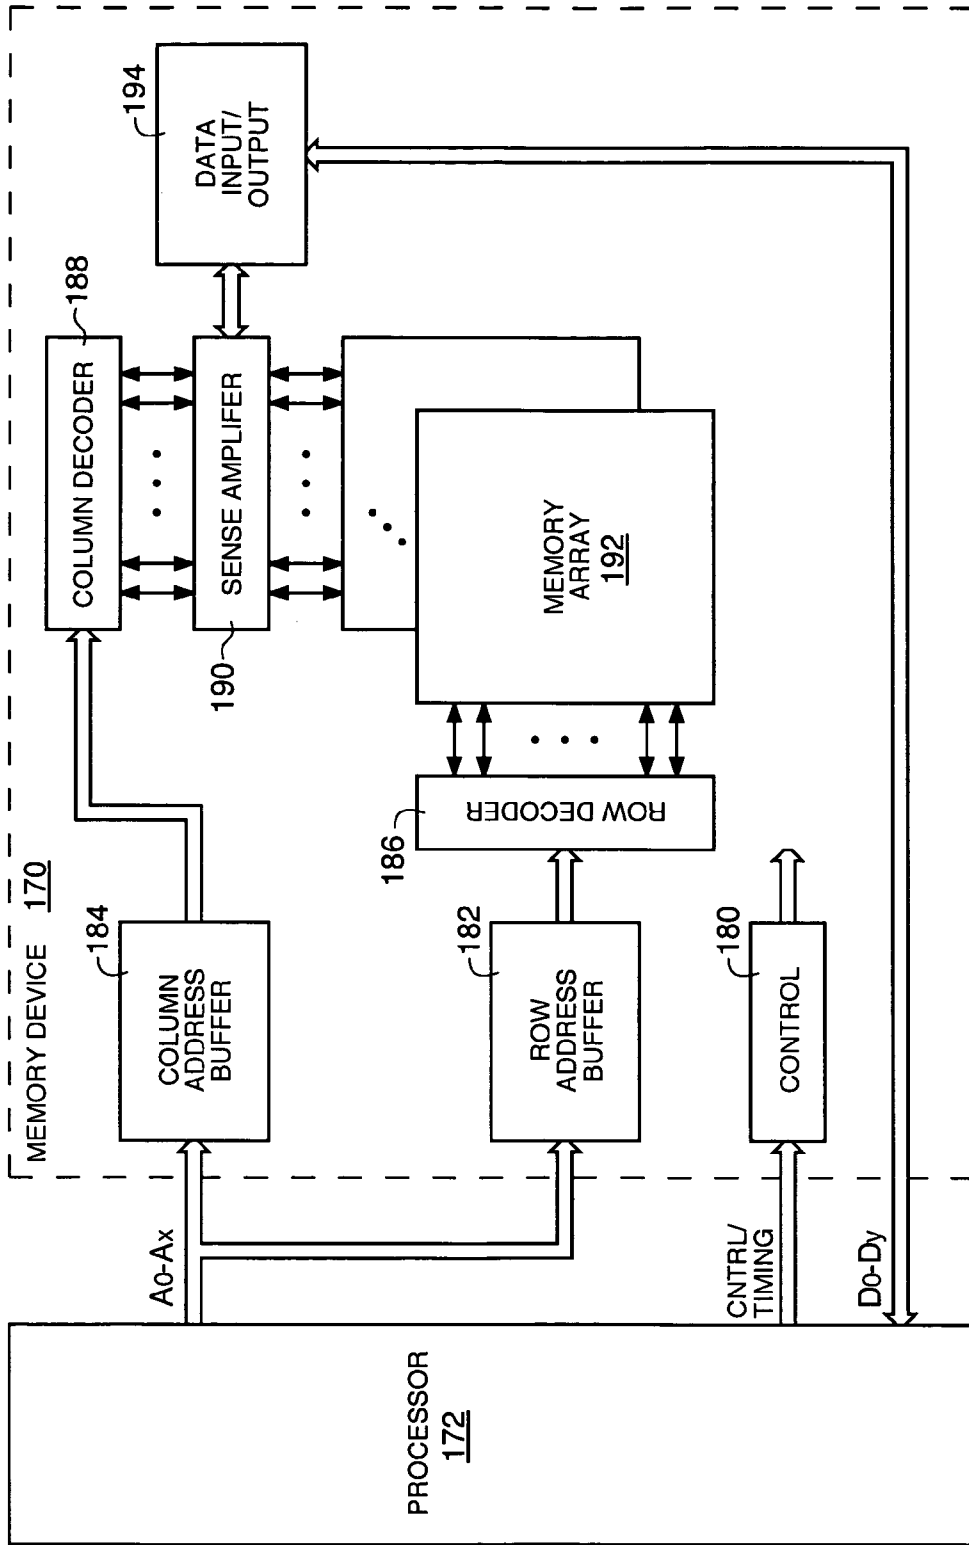 MEMORY DEVICE 170
PROCESSOR
172
A0-Ax
CNTRL/
TIMING
D0-Dy
COLUMN
ADDRESS
BUFFER
184
ROW
ADDRESS
BUFFER
182
CONTROL
180
ROW DECODER
186
COLUMN DECODER
188
SENSE AMPLIFER
190
MEMORY
ARRAY
192
DATA
INPUT/
OUTPUT
194